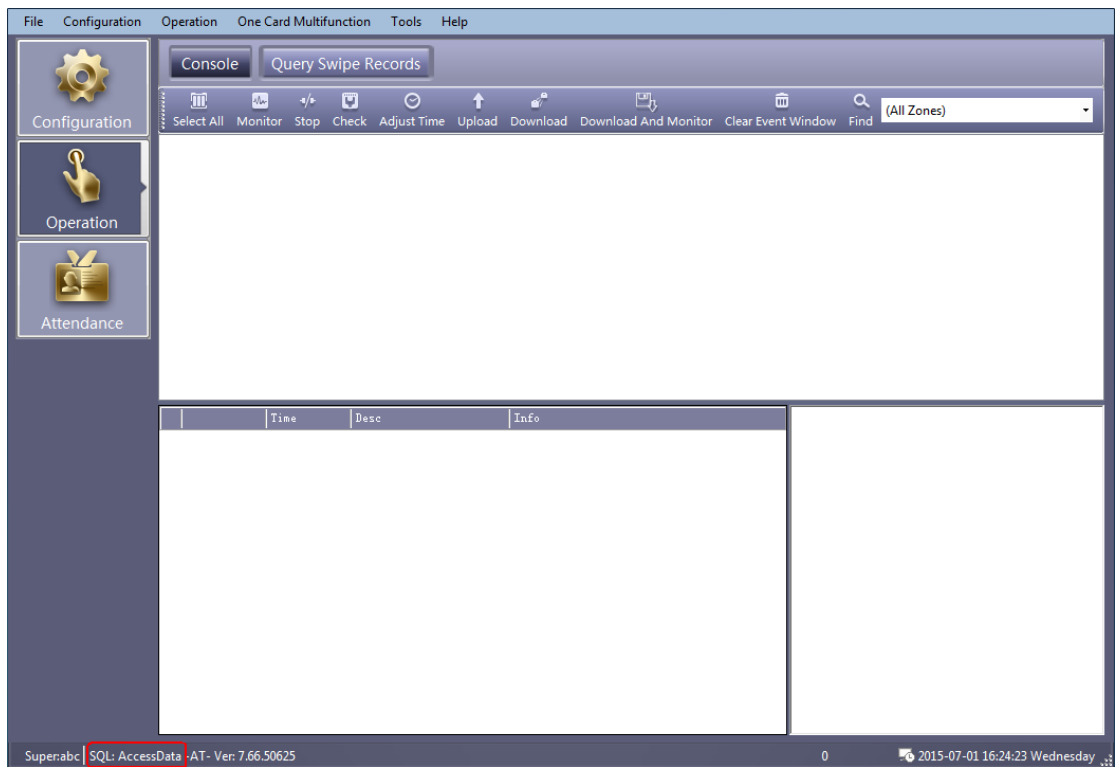 File Configuration Operation One Card Multifunction Tools Help
Console Query Swipe Records
Select All Monitor Stop Check Adjust Time Upload Download Download And Monitor Clear Event Window Find (All Zones)
Configuration
Operation
Attendance
Time Desc Info
Super:abc SQL: AccessData -AT- Ver: 7.66.50625 0 2015-07-01 16:24:23 Wednesday